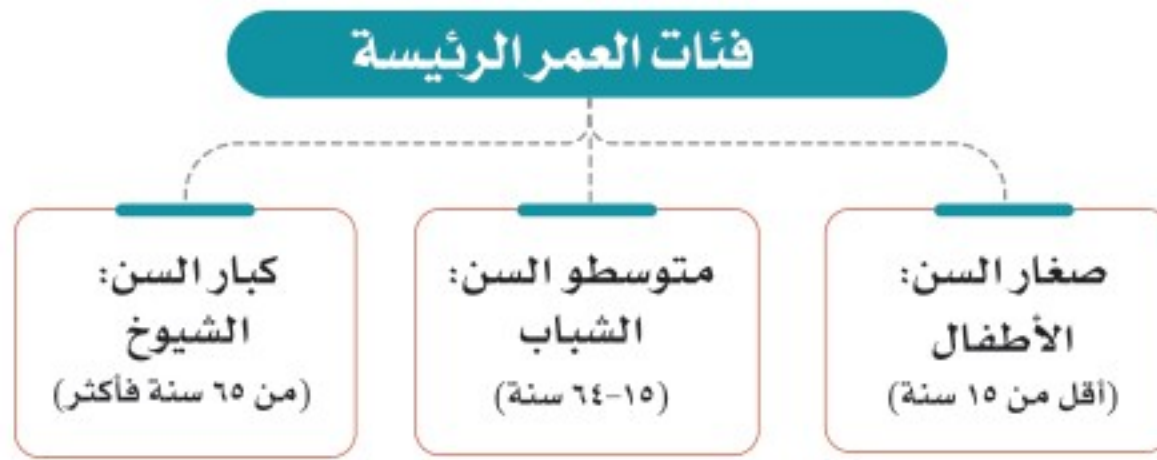 فئات العمر الرئيسة
صغار السن:
الأطفال
(أقل من ١٥ سنة)
متوسطو السن:
الشباب
(١٥-٦٤ سنة)
كبار السن:
الشيوخ
(من ٦٥ سنة فأكثر)